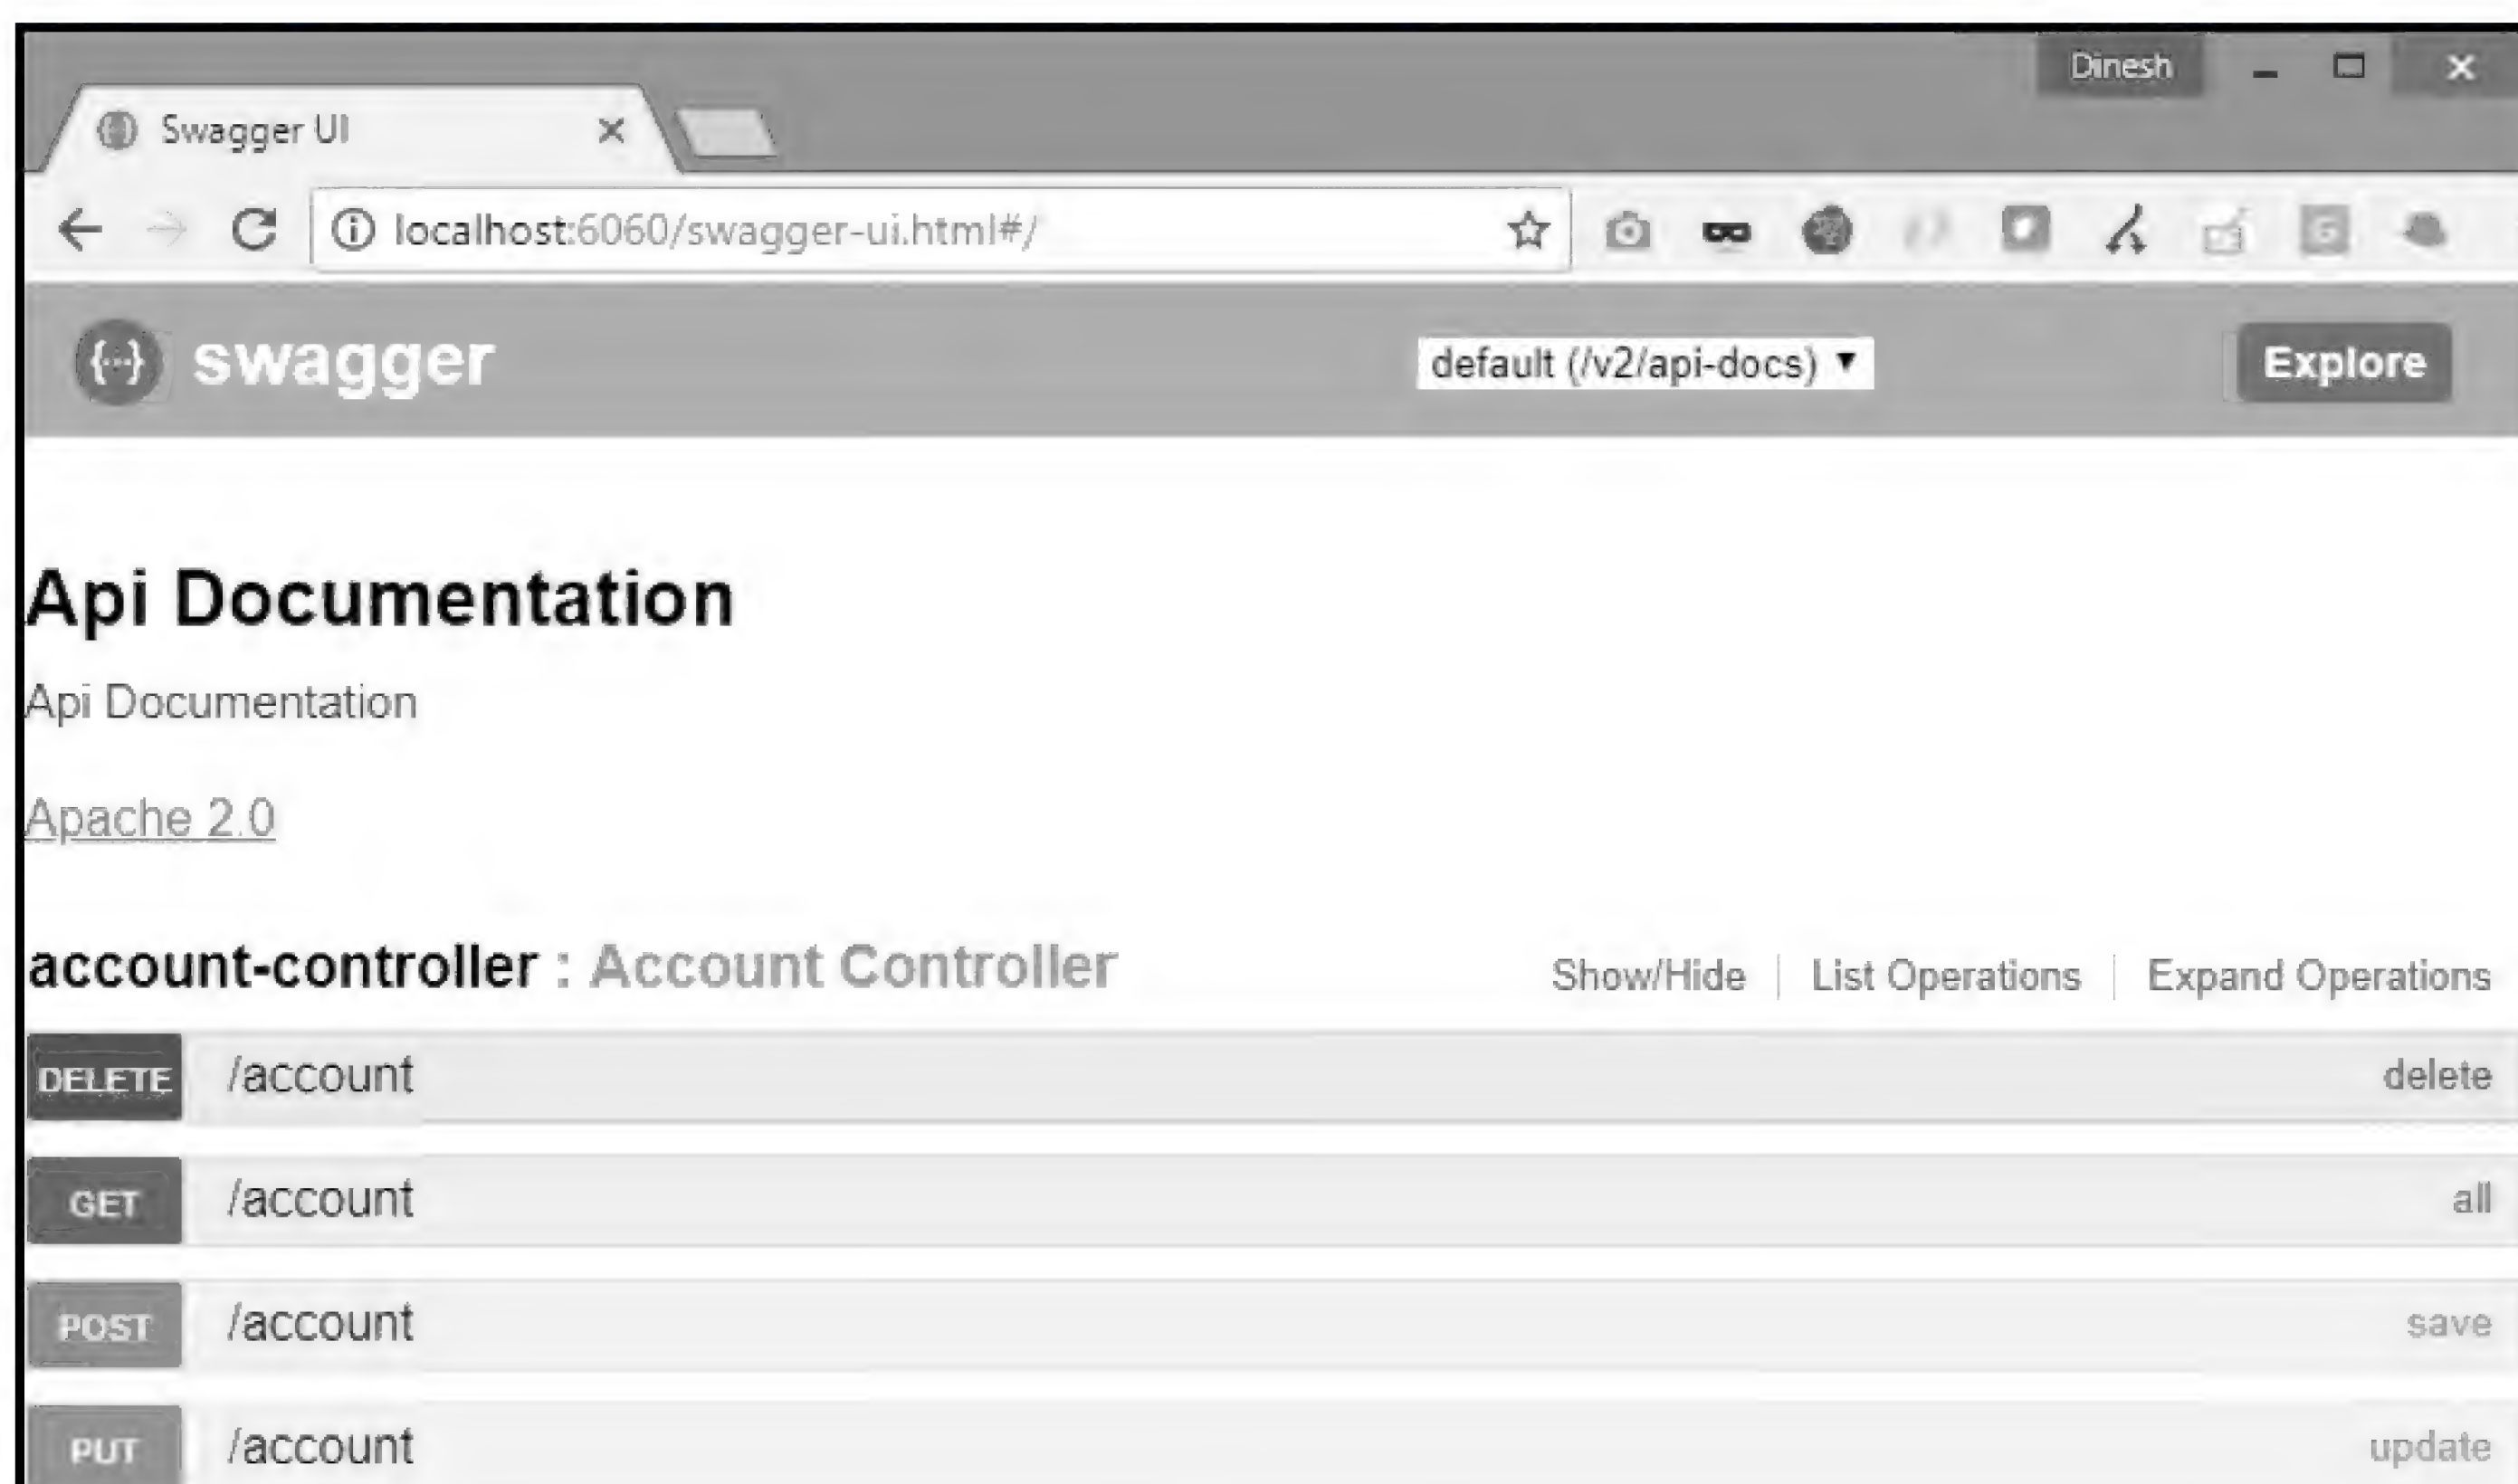 Dinesh
Swagger UI
localhost:6060/swagger-ui.html#/
{...} swagger default (/v2/api-docs) ▼ Explore
Api Documentation
Api Documentation
Apache 2.0
account-controller : Account Controller Show/Hide | List Operations | Expand Operations
DELETE /account delete
GET /account all
POST /account save
PUT /account update